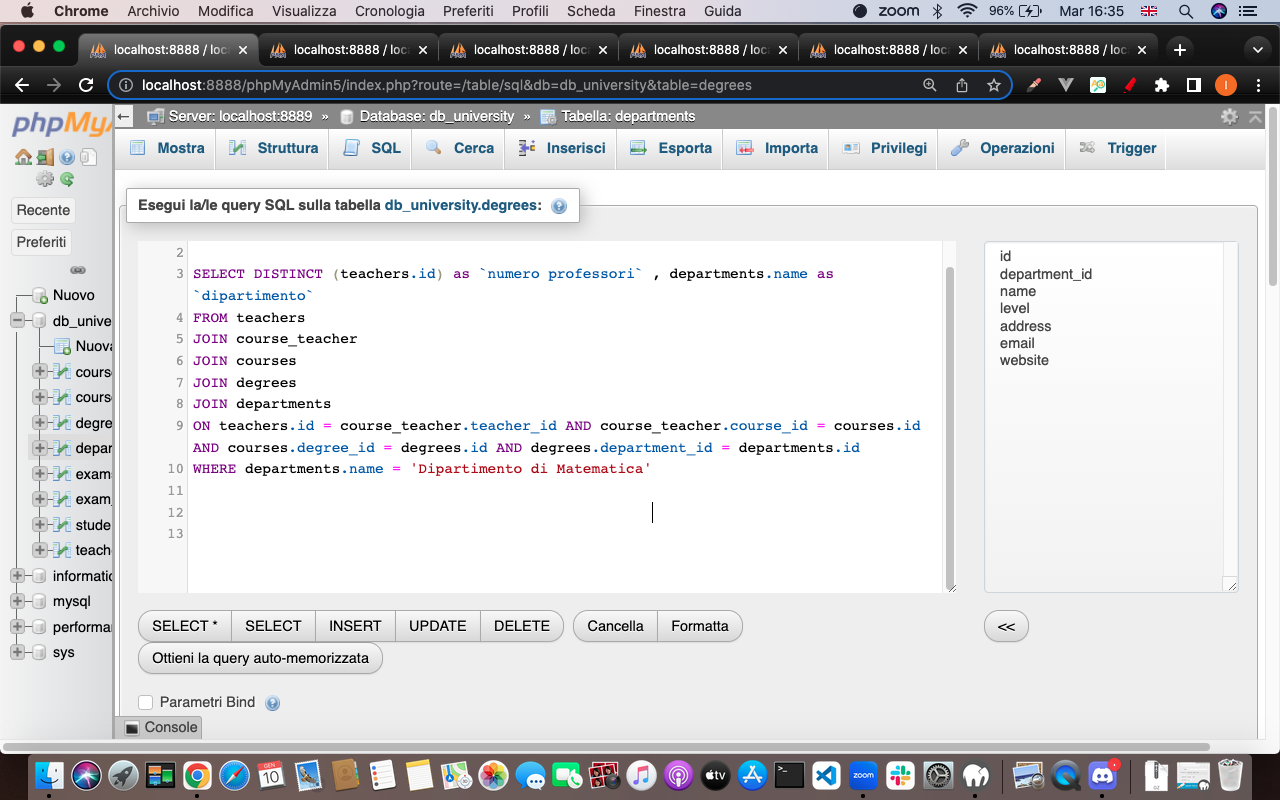 Chrome Archivio Modifica Visualizza Cronologia Preferiti Profili Scheda Finestra Guida zoom 96% Mar 16:35
localhost:8888 / loc localhost:8888 / loc localhost:8888 / loc localhost:8888 / loc localhost:8888 / loc localhost:8888 / loc
localhost:8888/phpMyAdmin5/index.php?route=/table/sql&db=db_university&table=degrees I
phpMyA
Server: localhost:8889 » Database: db_university » Tabella: departments
Mostra Struttura SQL Cerca Inserisci Esporta Importa Privilegi Operazioni Trigger
Recente
Preferiti
Nuovo
db_unive
Nuova
cours
cours
degre
depar
exam
exam_
stude
teach
informatio
mysql
performa
sys
Esegui la/le query SQL sulla tabella db_university.degrees:
2
3 SELECT DISTINCT (teachers.id) as `numero professori` , departments.name as
`dipartimento`
4 FROM teachers
5 JOIN course_teacher
6 JOIN courses
7 JOIN degrees
8 JOIN departments
9 ON teachers.id = course_teacher.teacher_id AND course_teacher.course_id = courses.id
AND courses.degree_id = degrees.id AND degrees.department_id = departments.id
10 WHERE departments.name = 'Dipartimento di Matematica'
11
12
13
id
department_id
name
level
address
email
website
SELECT * SELECT INSERT UPDATE DELETE Cancella Formatta <<
Ottieni la query auto-memorizzata
Parametri Bind
Console
GEN
10
tv
zoom